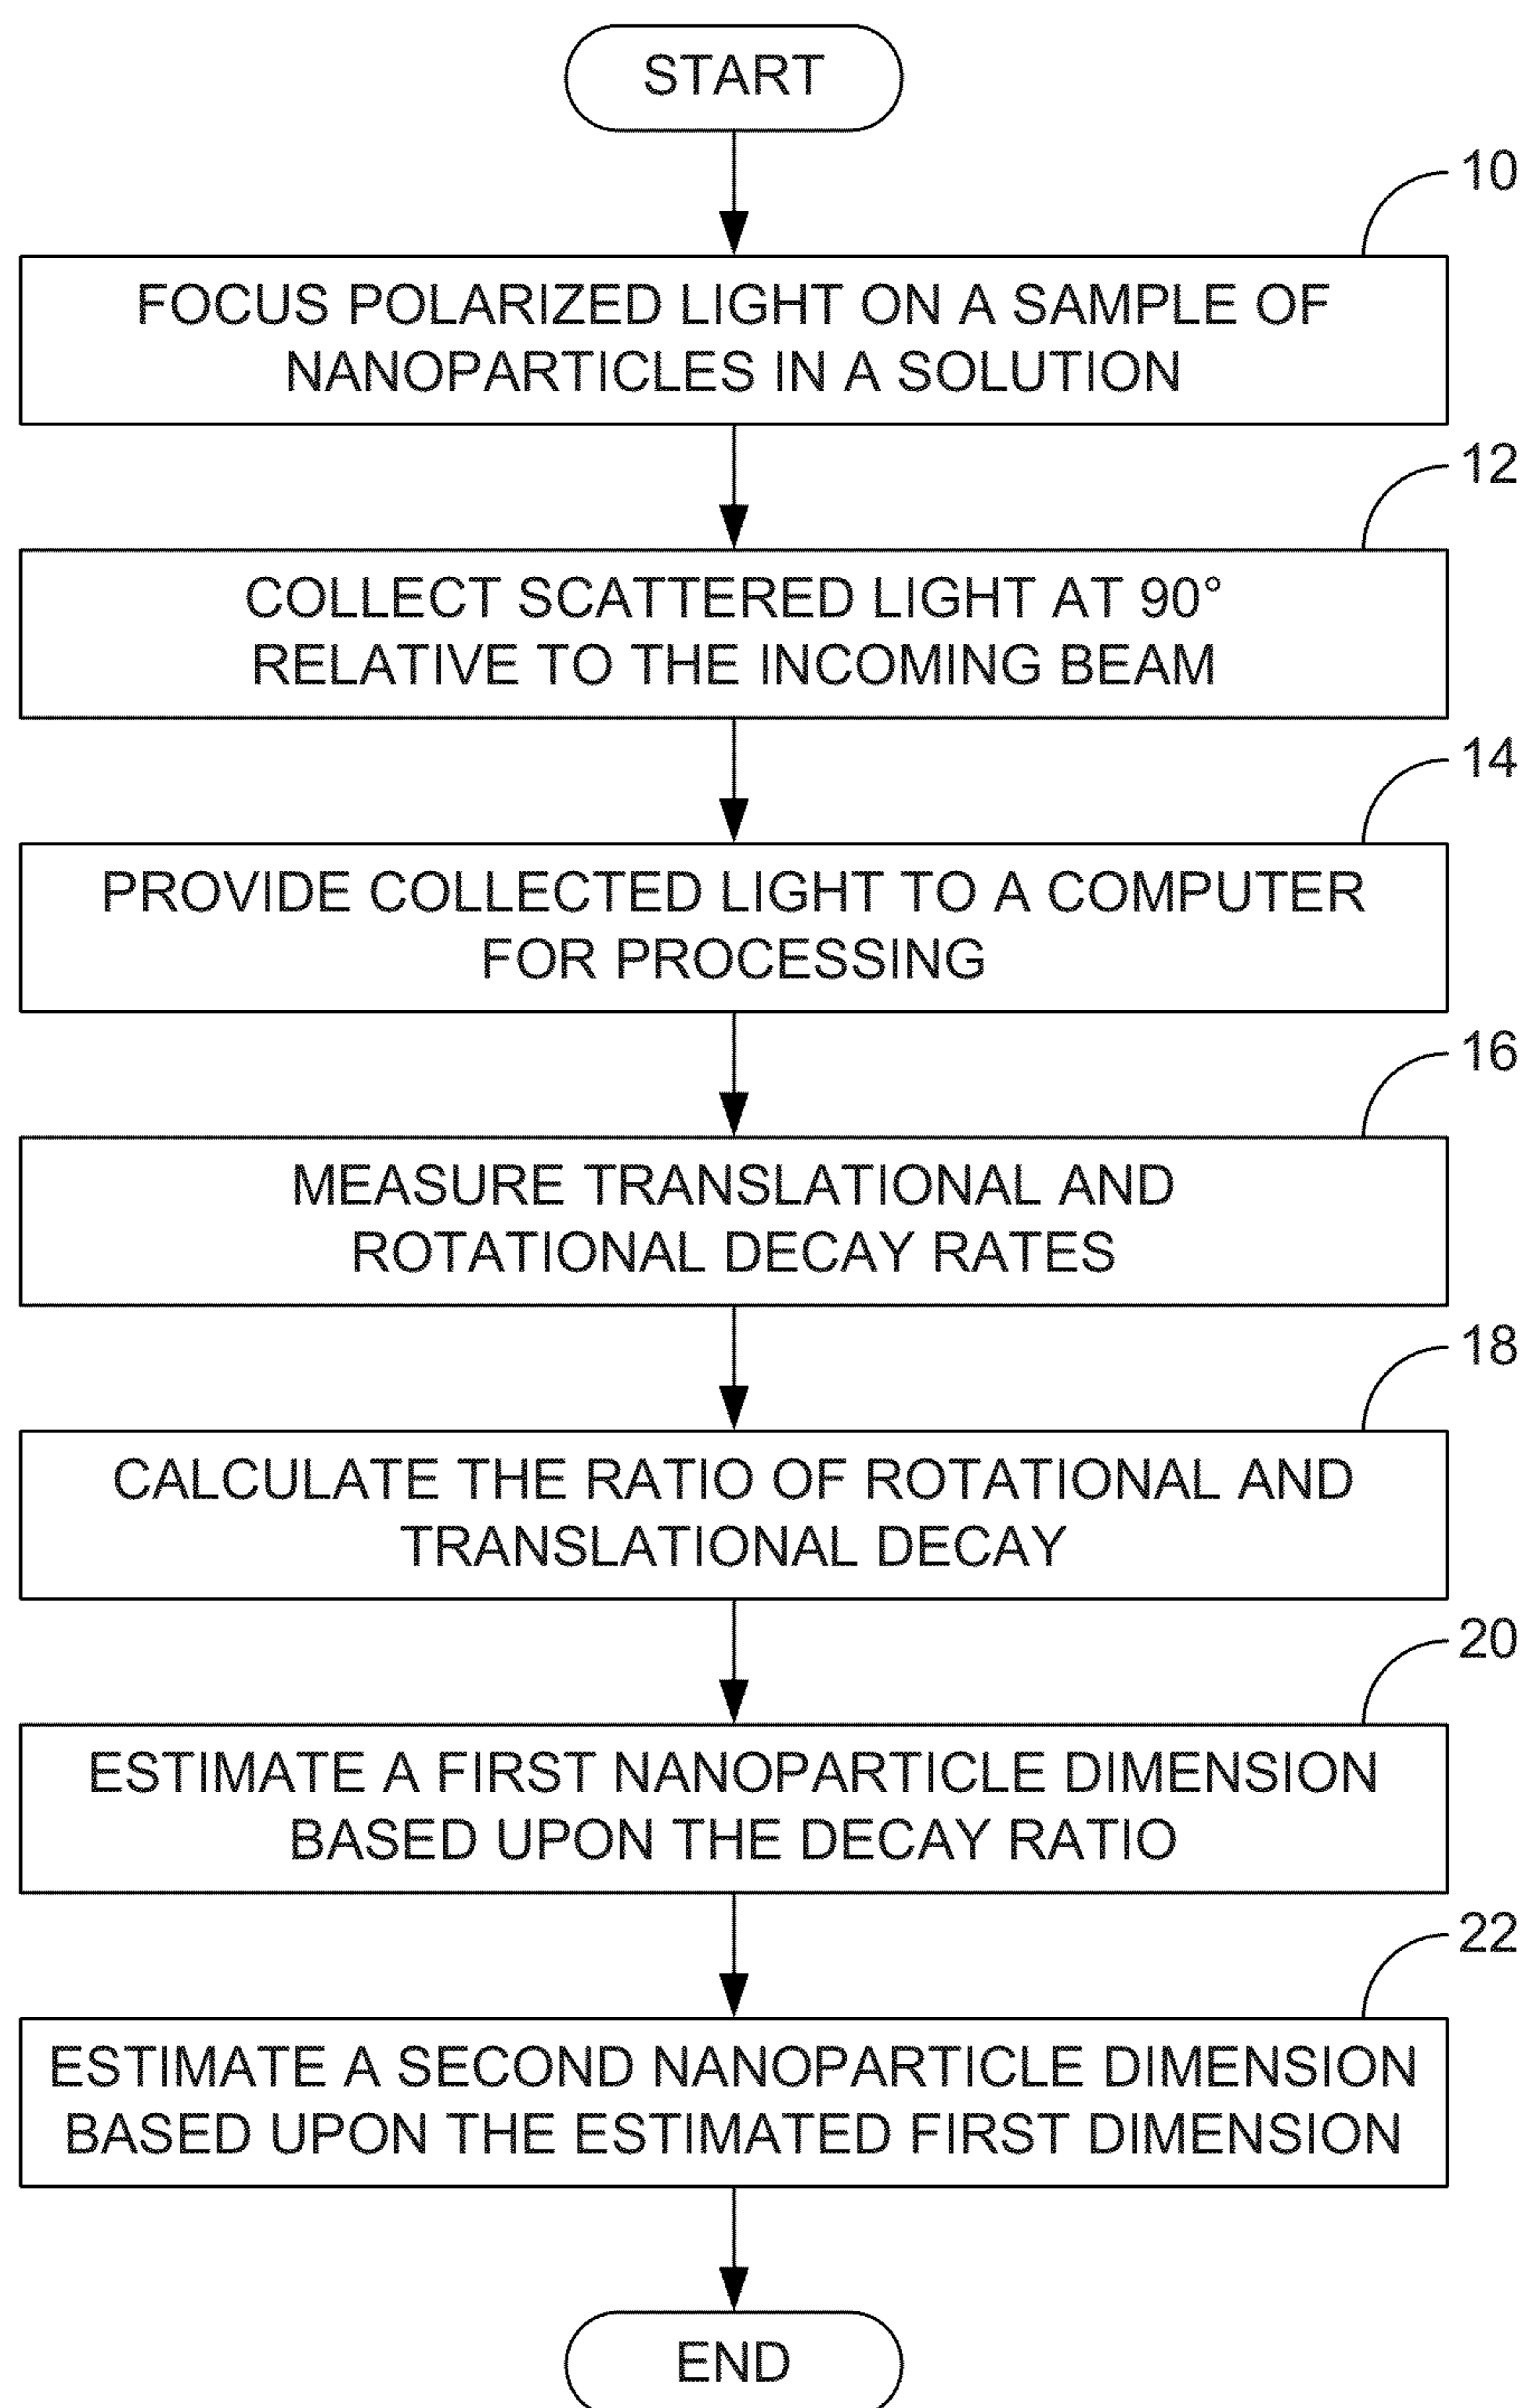 START
10
FOCUS POLARIZED LIGHT ON A SAMPLE OF
NANOPARTICLES IN A SOLUTION
12
COLLECT SCATTERED LIGHT AT 90°
RELATIVE TO THE INCOMING BEAM
14
PROVIDE COLLECTED LIGHT TO A COMPUTER
FOR PROCESSING
16
MEASURE TRANSLATIONAL AND
ROTATIONAL DECAY RATES
18
CALCULATE THE RATIO OF ROTATIONAL AND
TRANSLATIONAL DECAY
20
ESTIMATE A FIRST NANOPARTICLE DIMENSION
BASED UPON THE DECAY RATIO
22
ESTIMATE A SECOND NANOPARTICLE DIMENSION
BASED UPON THE ESTIMATED FIRST DIMENSION
END